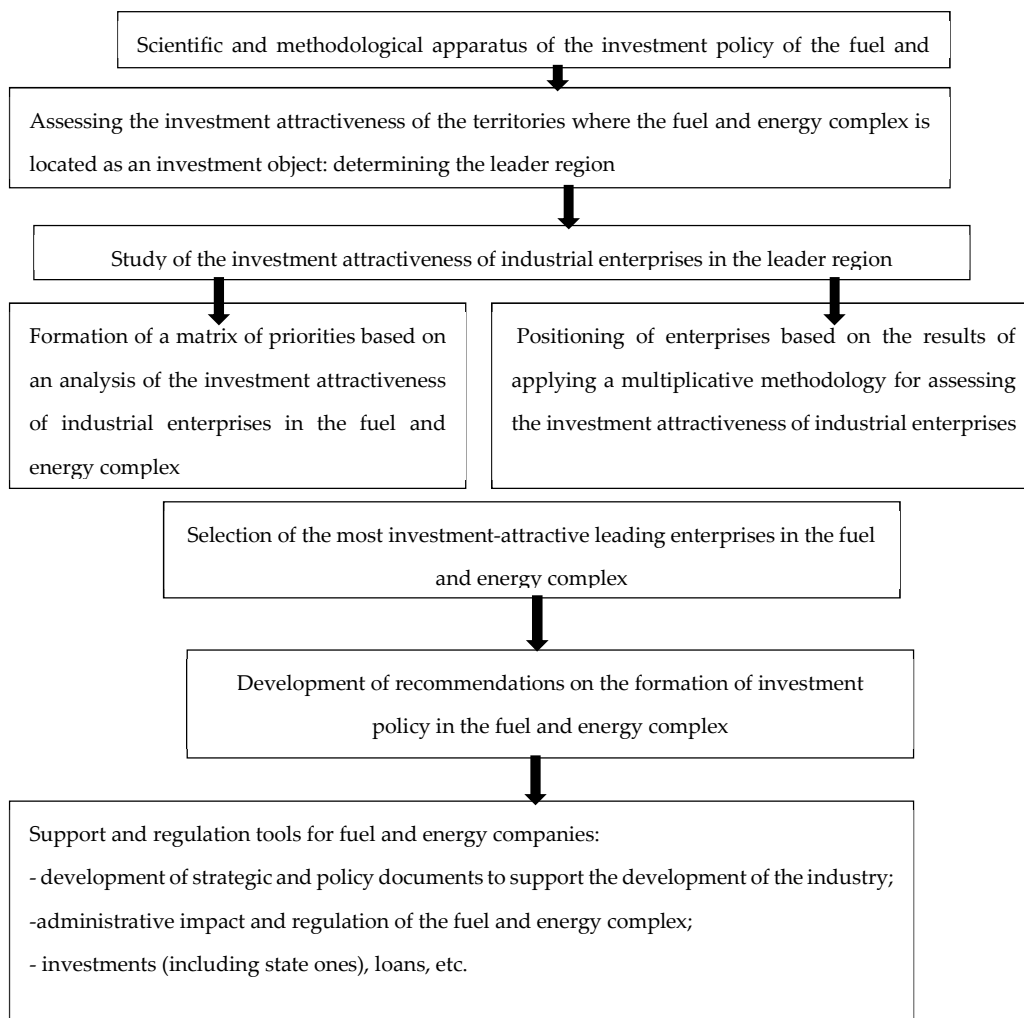 Scientific and methodological apparatus of the investment policy of the fuel and
Assessing the investment attractiveness of the territories where the fuel and energy complex is
located as an investment object: determining the leader region
Study of the investment attractiveness of industrial enterprises in the leader region
Formation of a matrix of priorities based on
an analysis of the investment attractiveness
of industrial enterprises in the fuel and
energy complex
Positioning of enterprises based on the results of
applying a multiplicative methodology for assessing
the investment attractiveness of industrial enterprises
Selection of the most investment-attractive leading enterprises in the fuel
and energy complex
Development of recommendations on the formation of investment
policy in the fuel and energy complex
Support and regulation tools for fuel and energy companies:
- development of strategic and policy documents to support the development of the industry;
-administrative impact and regulation of the fuel and energy complex;
- investments (including state ones), loans, etc.